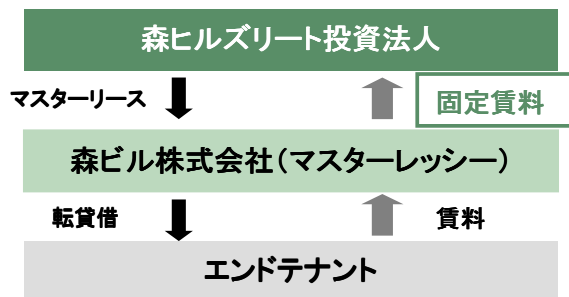 森ヒルズリート投資法人
マスターリース
固定賃料
森ビル株式会社（マスターレッシー）
転貸借
賃料
エンドテナント